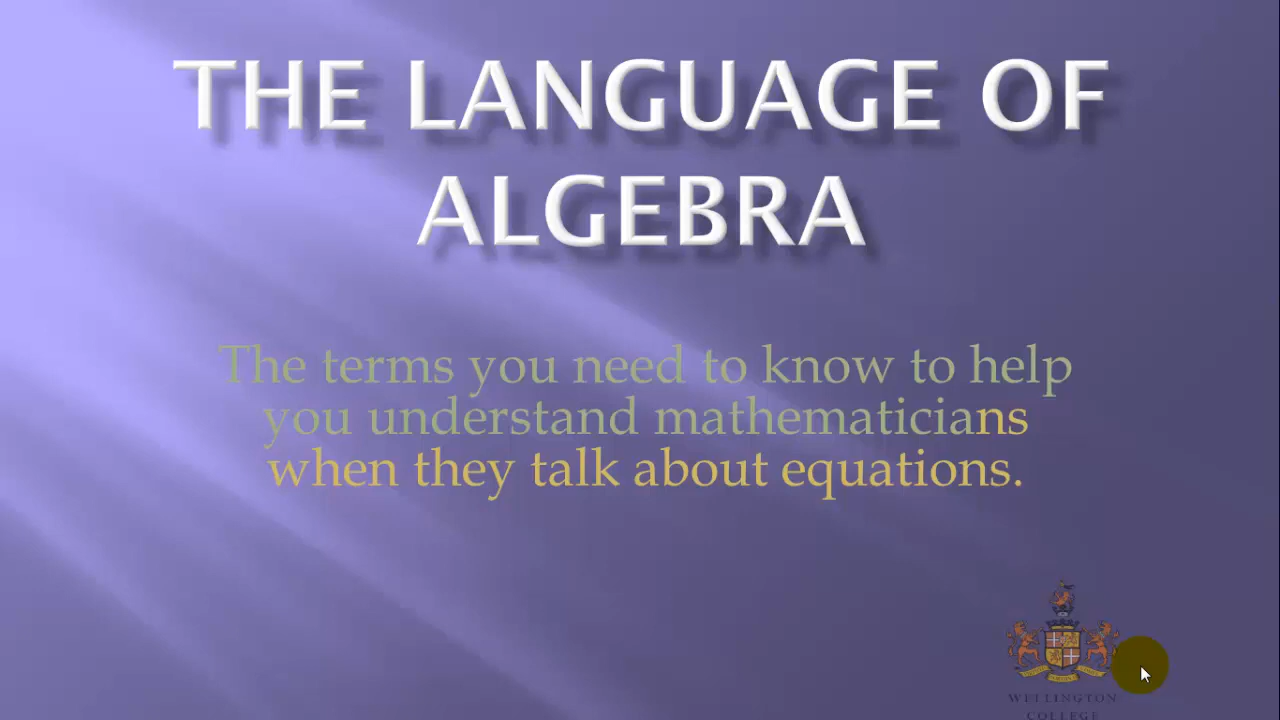 THE LANGUAGE OF
ALGEBRA
The terms you need to know to help
you understand mathematicians
when they talk about equations.
WELLINGTON
COLLEGE